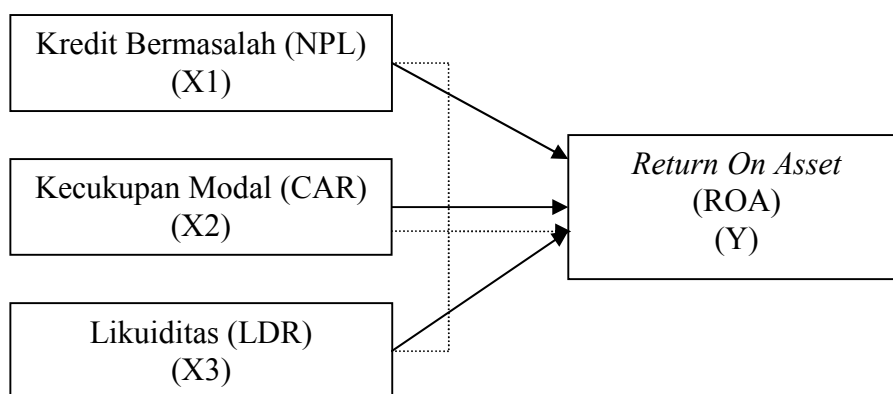 Kredit Bermasalah (NPL)
(X1)
Kecukupan Modal (CAR)
(X2)
Likuiditas (LDR)
(X3)
Return On Asset
(ROA)
(Y)